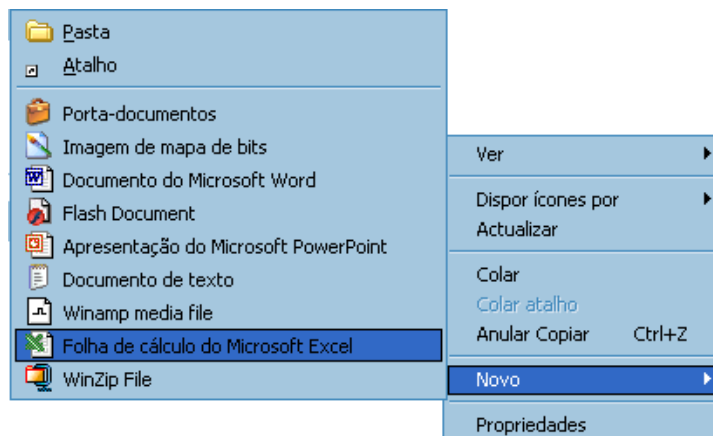 Pasta
Atalho
Porta-documentos
Imagem de mapa de bits
Documento do Microsoft Word
Flash Document
Apresentação do Microsoft PowerPoint
Documento de texto
Winamp media file
Folha de cálculo do Microsoft Excel
WinZip File
Ver
Dispor ícones por
Actualizar
Colar
Colar atalho
Anular Copiar Ctrl+Z
Novo
Propriedades